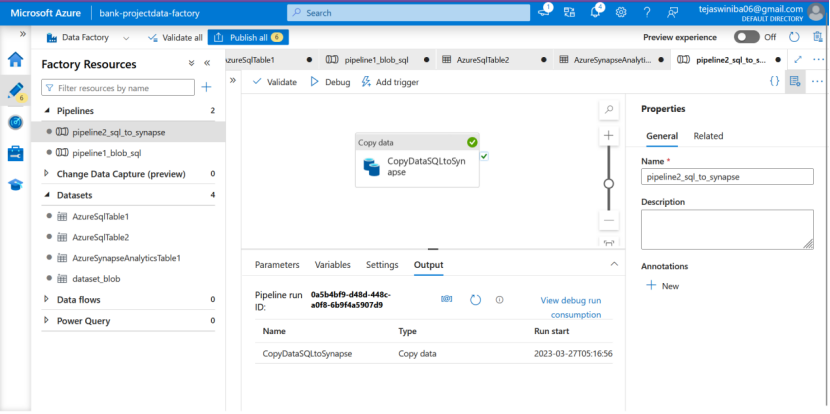 Microsoft Azure
bank-projectdata-factory
Search
1
4
tejaswiniba06@gmail.com
DEFAULT DIRECTORY
Data Factory
Validate all
Publish all 6
Preview experience
Off
Factory Resources
Filter resources by name
6
Pipelines 2
pipeline2_sql_to_synapse
pipeline1_blob_sql
Change Data Capture (preview) 0
Datasets 4
AzureSqlTable1
AzureSqlTable2
AzureSynapseAnalyticsTable1
dataset_blob
Data flows 0
Power Query 0
zureSqlTable1
pipeline1_blob_sql
AzureSqlTable2
AzureSynapseAnalyti...
pipeline2_sql_to_s...
Validate
Debug
Add trigger
Copy data
CopyDataSQLtoSyn
apse
Parameters
Variables
Settings
Output
Pipeline run
ID:
0a5b4bf9-d48d-448c-
a0f8-6b9f4a5907d9
View debug run
consumption
Name
Type
Run start
CopyDataSQLtoSynapse
Copy data
2023-03-27T05:16:56
Properties
General
Related
Name *
pipeline2_sql_to_synapse
Description
Annotations
New